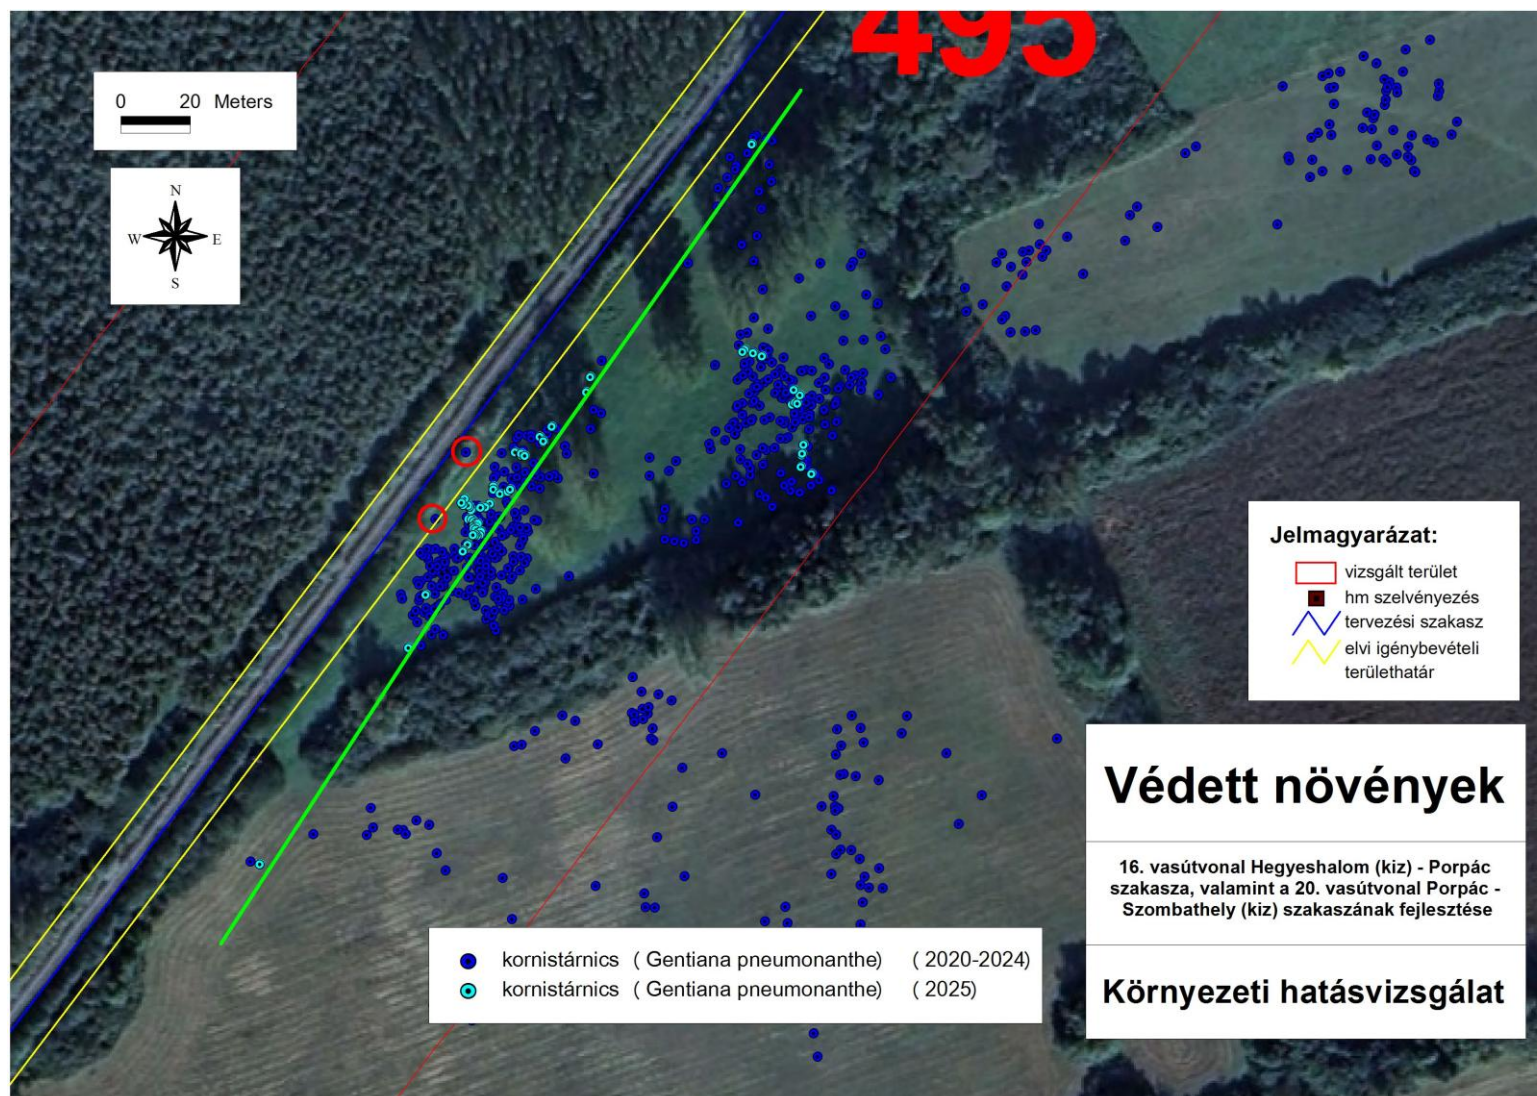 495
0 20 Meters
N
W E
S
Jelmagyarázat:
vizsgált terület
hm szelvényezés
tervezési szakasz
elvi igénybevételi
területhatár
Védett növények
16. vasútvonal Hegyeshalom (kiz) - Porpác
szakasza, valamint a 20. vasútvonal Porpác -
Szombathely (kiz) szakaszának fejlesztése
Környezeti hatásvizsgálat
kornistárnics ( Gentiana pneumonanthe) ( 2020-2024)
kornistárnics ( Gentiana pneumonanthe) ( 2025)